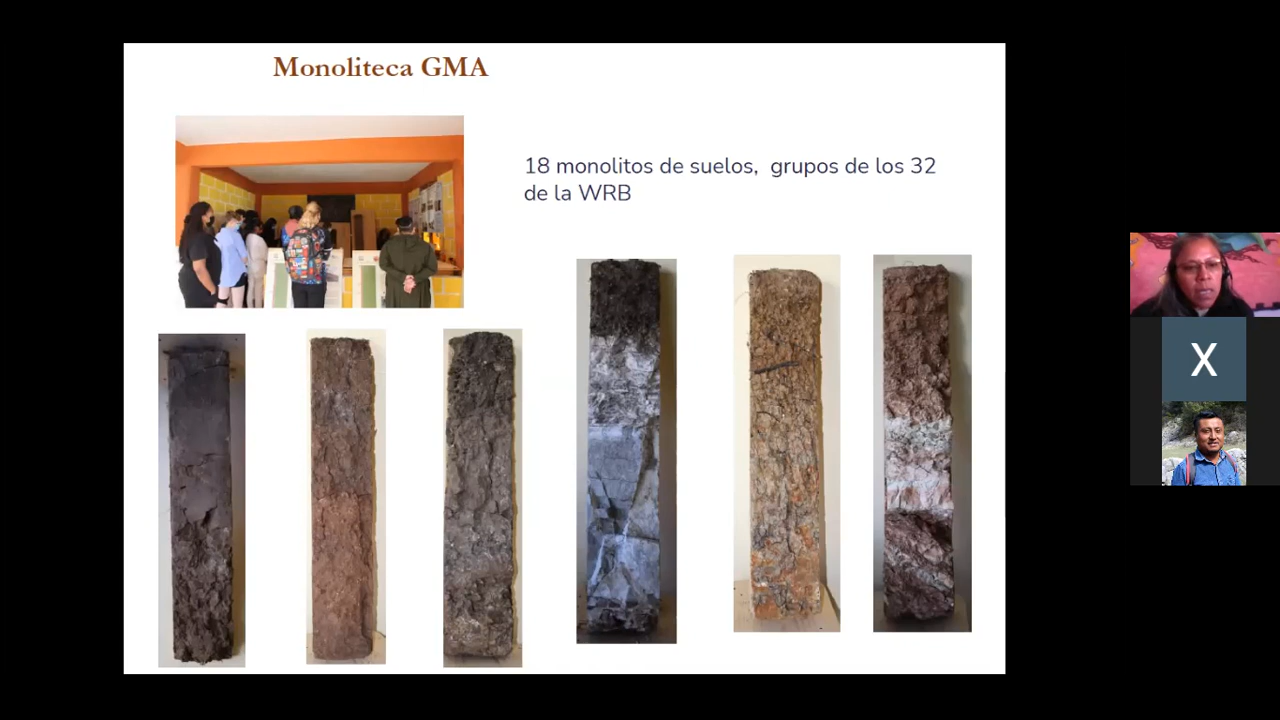 Monoliteca GMA
18 monolitos de suelos, grupos de los 32
de la WRB
X